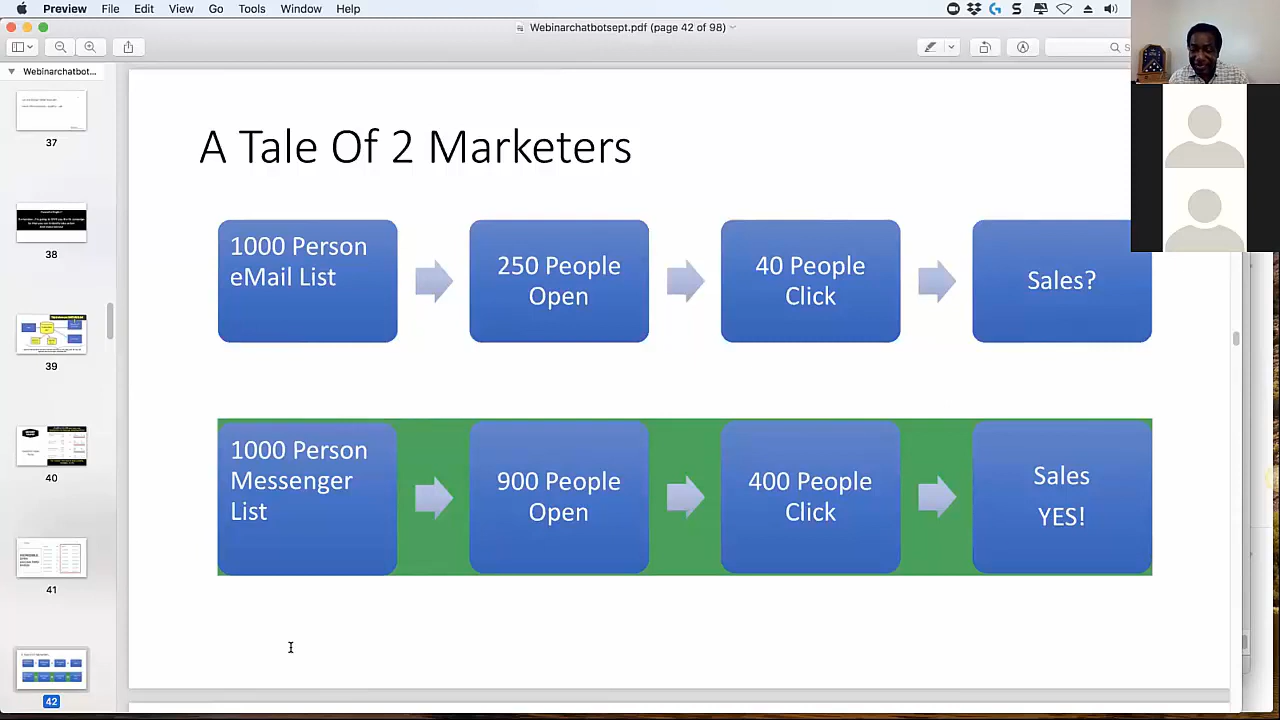 Preview File Edit View Go Tools Window Help
Webinarchatbotsept.pdf (page 42 of 98)
Webinarchatbot...
37
38
39
40
41
42
A Tale Of 2 Marketers
1000 Person
eMail List
250 People
Open
40 People
Click
Sales?
1000 Person
Messenger
List
900 People
Open
400 People
Click
Sales
YES!